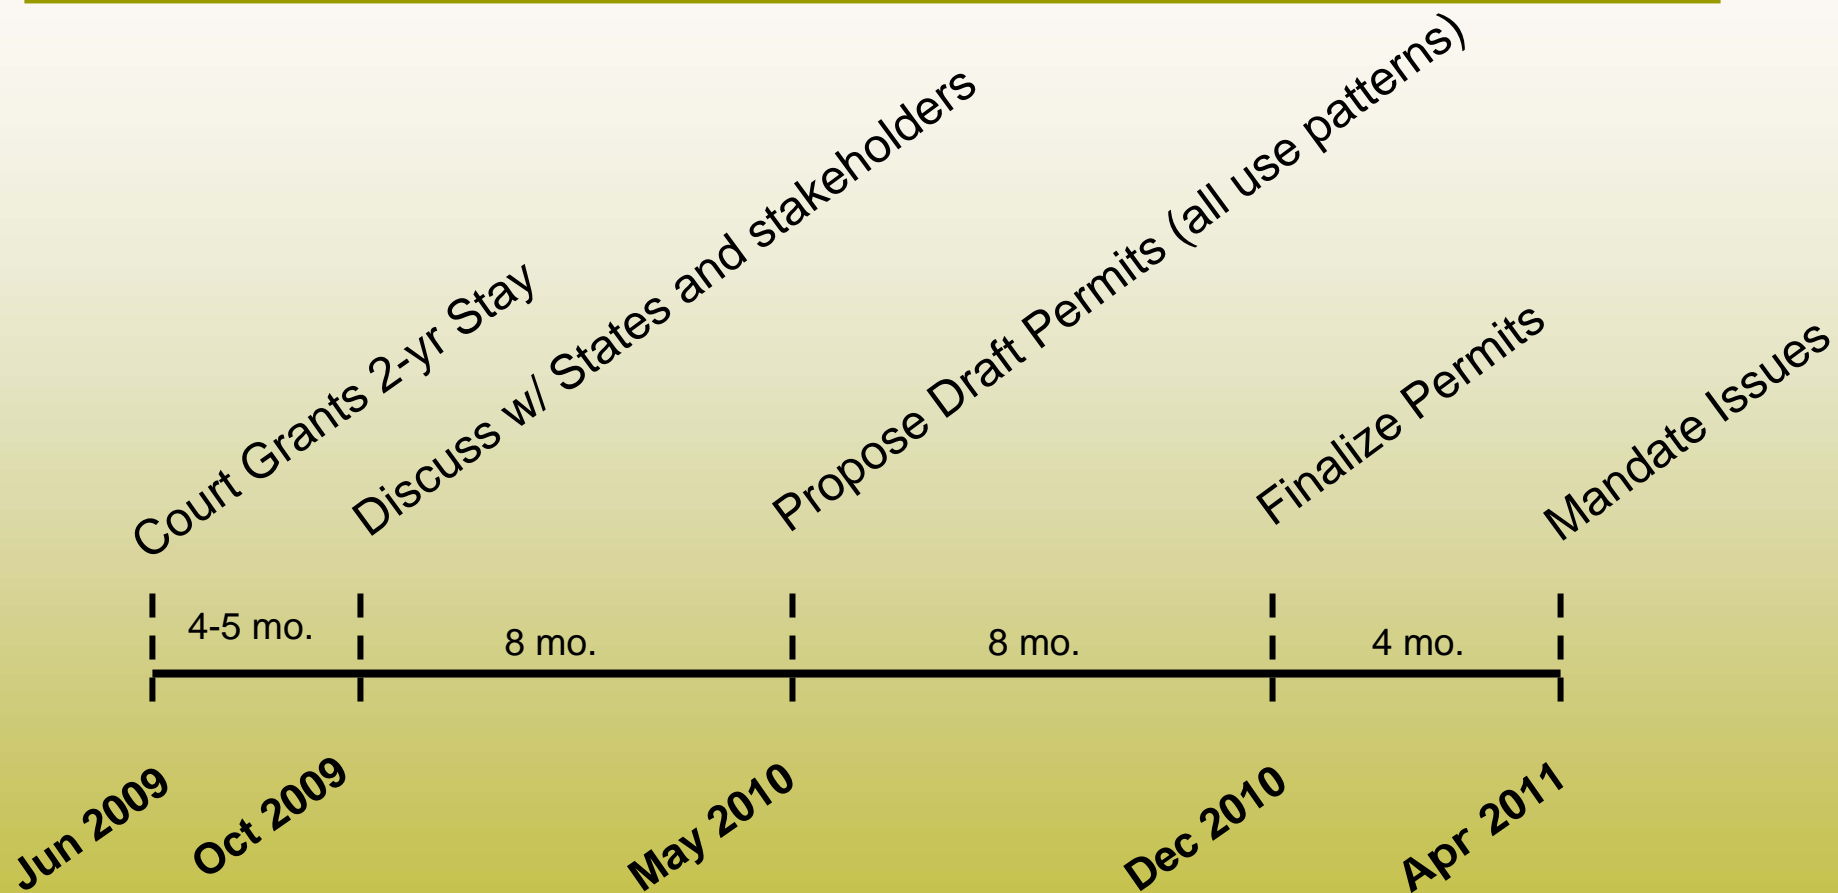 Court Grants 2-yr Stay
Discuss w/ States and stakeholders
Propose Draft Permits (all use patterns)
Finalize Permits
Mandate Issues
4-5 mo.
8 mo.
8 mo.
4 mo.
Jun 2009
Oct 2009
May 2010
Dec 2010
Apr 2011